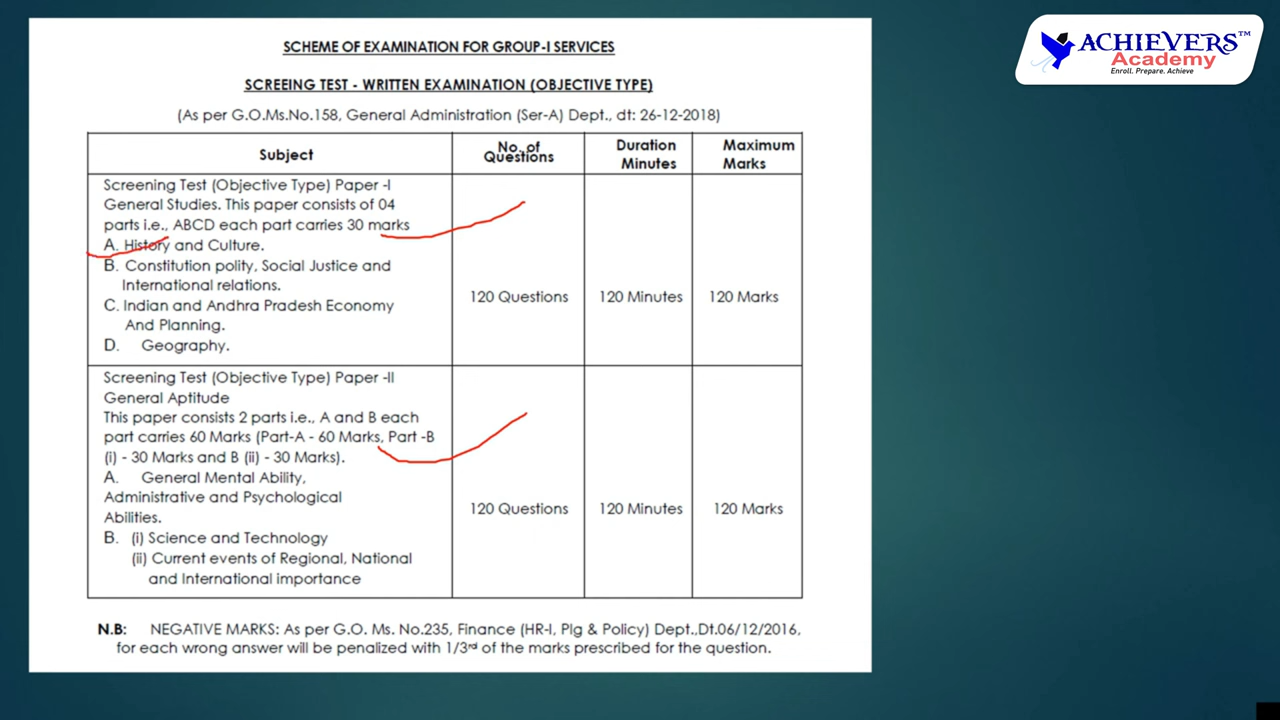 SCHEME OF EXAMINATION FOR GROUP-I SERVICES
SCREEING TEST - WRITTEN EXAMINATION (OBJECTIVE TYPE)
(As per G.O.Ms.No.158, General Administration (Ser-A) Dept., dt: 26-12-2018)
Subject
No. of
Questions
Duration
Minutes
Maximum
Marks
Screening Test (Objective Type) Paper -I
General Studies. This paper consists of 04
parts i.e., ABCD each part carries 30 marks
A. History and Culture.
B. Constitution polity, Social Justice and
International relations.
C. Indian and Andhra Pradesh Economy
And Planning.
D. Geography.
120 Questions
120 Minutes
120 Marks
Screening Test (Objective Type) Paper -II
General Aptitude
This paper consists 2 parts i.e., A and B each
part carries 60 Marks (Part-A - 60 Marks, Part -B
(i) - 30 Marks and B (ii) - 30 Marks).
A. General Mental Ability,
Administrative and Psychological
Abilities.
B. (i) Science and Technology
(ii) Current events of Regional, National
and International importance
120 Questions
120 Minutes
120 Marks
N.B: NEGATIVE MARKS: As per G.O. Ms. No.235, Finance (HR-I, Plg & Policy) Dept.,Dt.06/12/2016,
for each wrong answer will be penalized with 1/3rd of the marks prescribed for the question.
ACHIEVERS™
Academy
Enroll. Prepare. Achieve